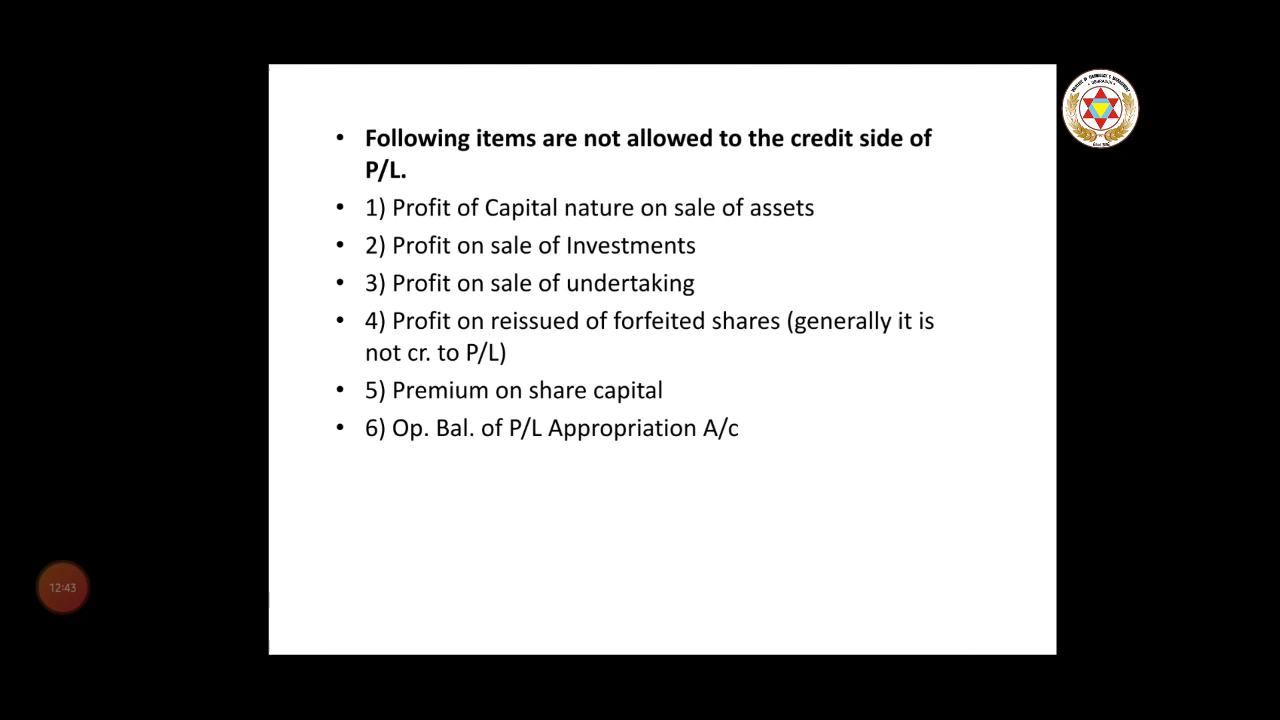 • Following items are not allowed to the credit side of
P/L.
• 1) Profit of Capital nature on sale of assets
• 2) Profit on sale of Investments
• 3) Profit on sale of undertaking
• 4) Profit on reissued of forfeited shares (generally it is
not cr. to P/L)
• 5) Premium on share capital
• 6) Op. Bal. of P/L Appropriation A/c
12:43